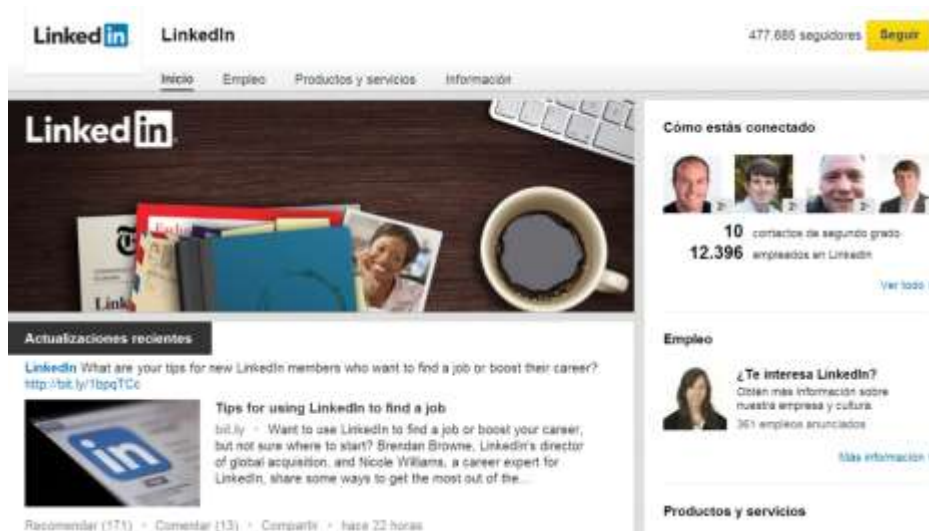 Linked in
LinkedIn
477.685 seguidores
Seguir
Inicio Empleo Productos y servicios Información
Linked in
Link
Actualizaciones recientes
LinkedIn What are your tips for new LinkedIn members who want to find a job or boost their career?
http://bit.ly/1bpqTCc
in
Tips for using LinkedIn to find a job
bit.ly · Want to use LinkedIn to find a job or boost your career,
but not sure where to start? Brendan Browne, LinkedIn's director
of global acquisition, and Nicole Williams, a career expert for
LinkedIn, share some ways to get the most out of the...
Recomendar (171) · Comentar (13) · Compartir · hace 22 horas
Cómo estás conectado
10 contactos de segundo grado
12.396 empleados en LinkedIn
Ver todo
Empleo
¿Te interesa LinkedIn?
Obtén más información sobre
nuestra empresa y cultura.
361 empleos anunciados
Más información
Productos y servicios